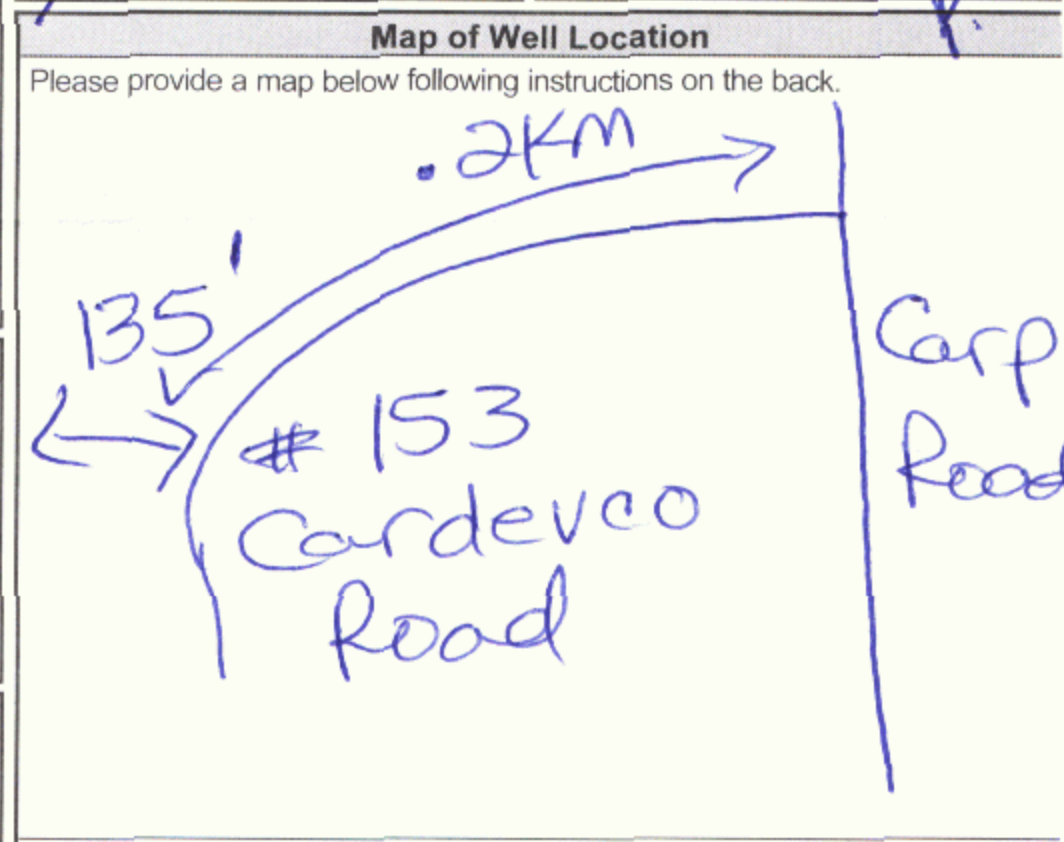 Map of Well Location
Please provide a map below following instructions on the back.
.2KM
135'
# 153
Cardevco
Road
Carp
Road